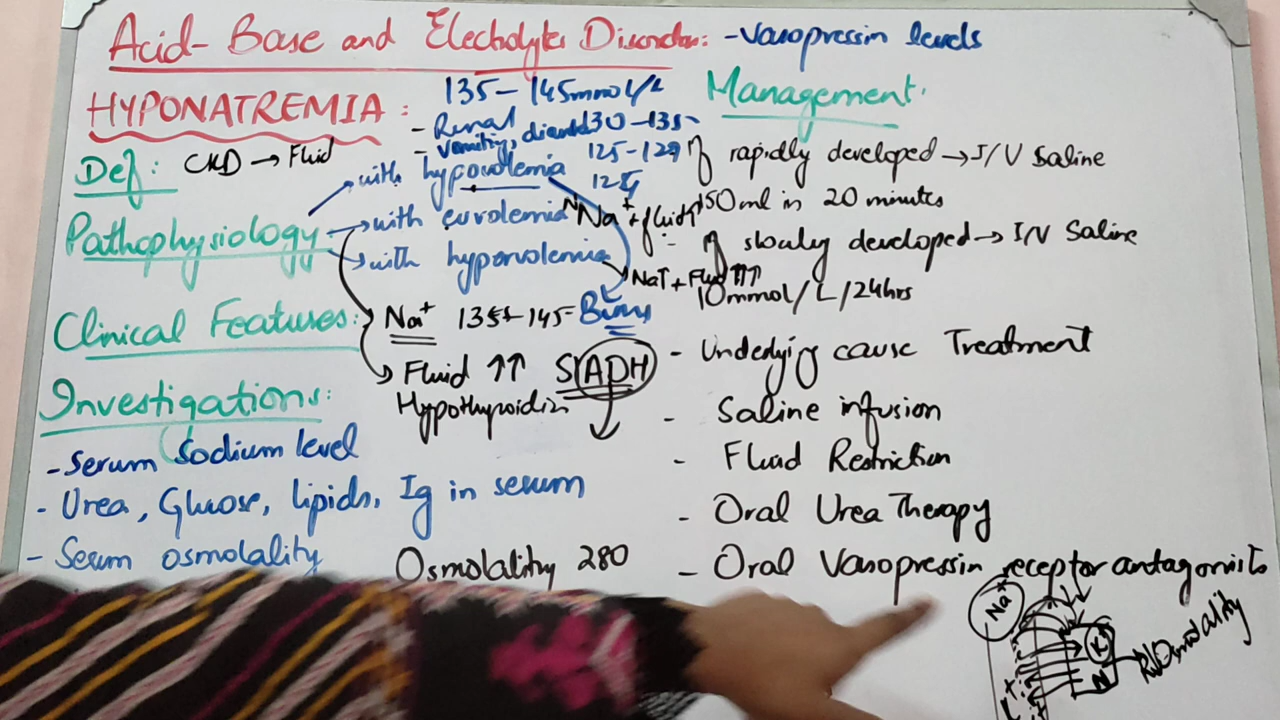 Acid-Base and Electrolyte Disorders: - Vasopressin levels
HYPONATREMIA :
135-145mmol/L
- Renal
- Vomiting, 130-135
125-129
Def: CKD → Fluid
Pathophysiology
→ with hypovolemia
→ with euvolemia
→ with hypervolemia
Na+ + fluid
Na↑ + Fluid ↑↑
Clinical Features:
Na+ 135-145
Burns
Fluid ↑↑ SIADH
Investigations:
- Serum Sodium level
- Urea, Glucose, lipids, Ig in serum
- Serum osmolality
Osmolality 280
Management:
If rapidly developed → I/V Saline
150ml in 20 minutes
If slowly developed → I/V Saline
10mmol/L/24hrs
- Underlying cause Treatment
- Saline infusion
- Fluid Restriction
- Oral Urea Therapy
- Oral Vasopressin receptor antagonists
Na+
K+
N
Osmolality